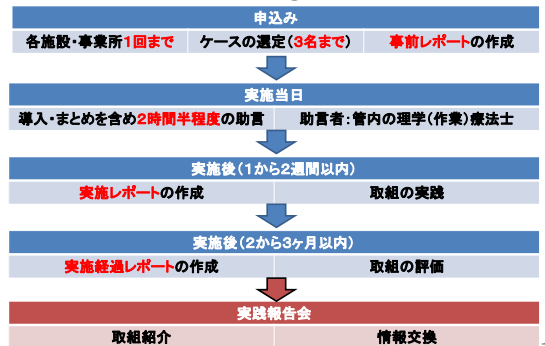 申込み
各施設・事業所1回まで ケースの選定(3名まで) 事前レポートの作成
実施当日
導入・まとめを含め2時間半程度の助言 助言者:管内の理学(作業)療法士
実施後(1から2週間以内)
実施レポートの作成 取組の実践
実施後(2から3ヶ月以内)
実施経過レポートの作成 取組の評価
実践報告会
取組紹介 情報交換